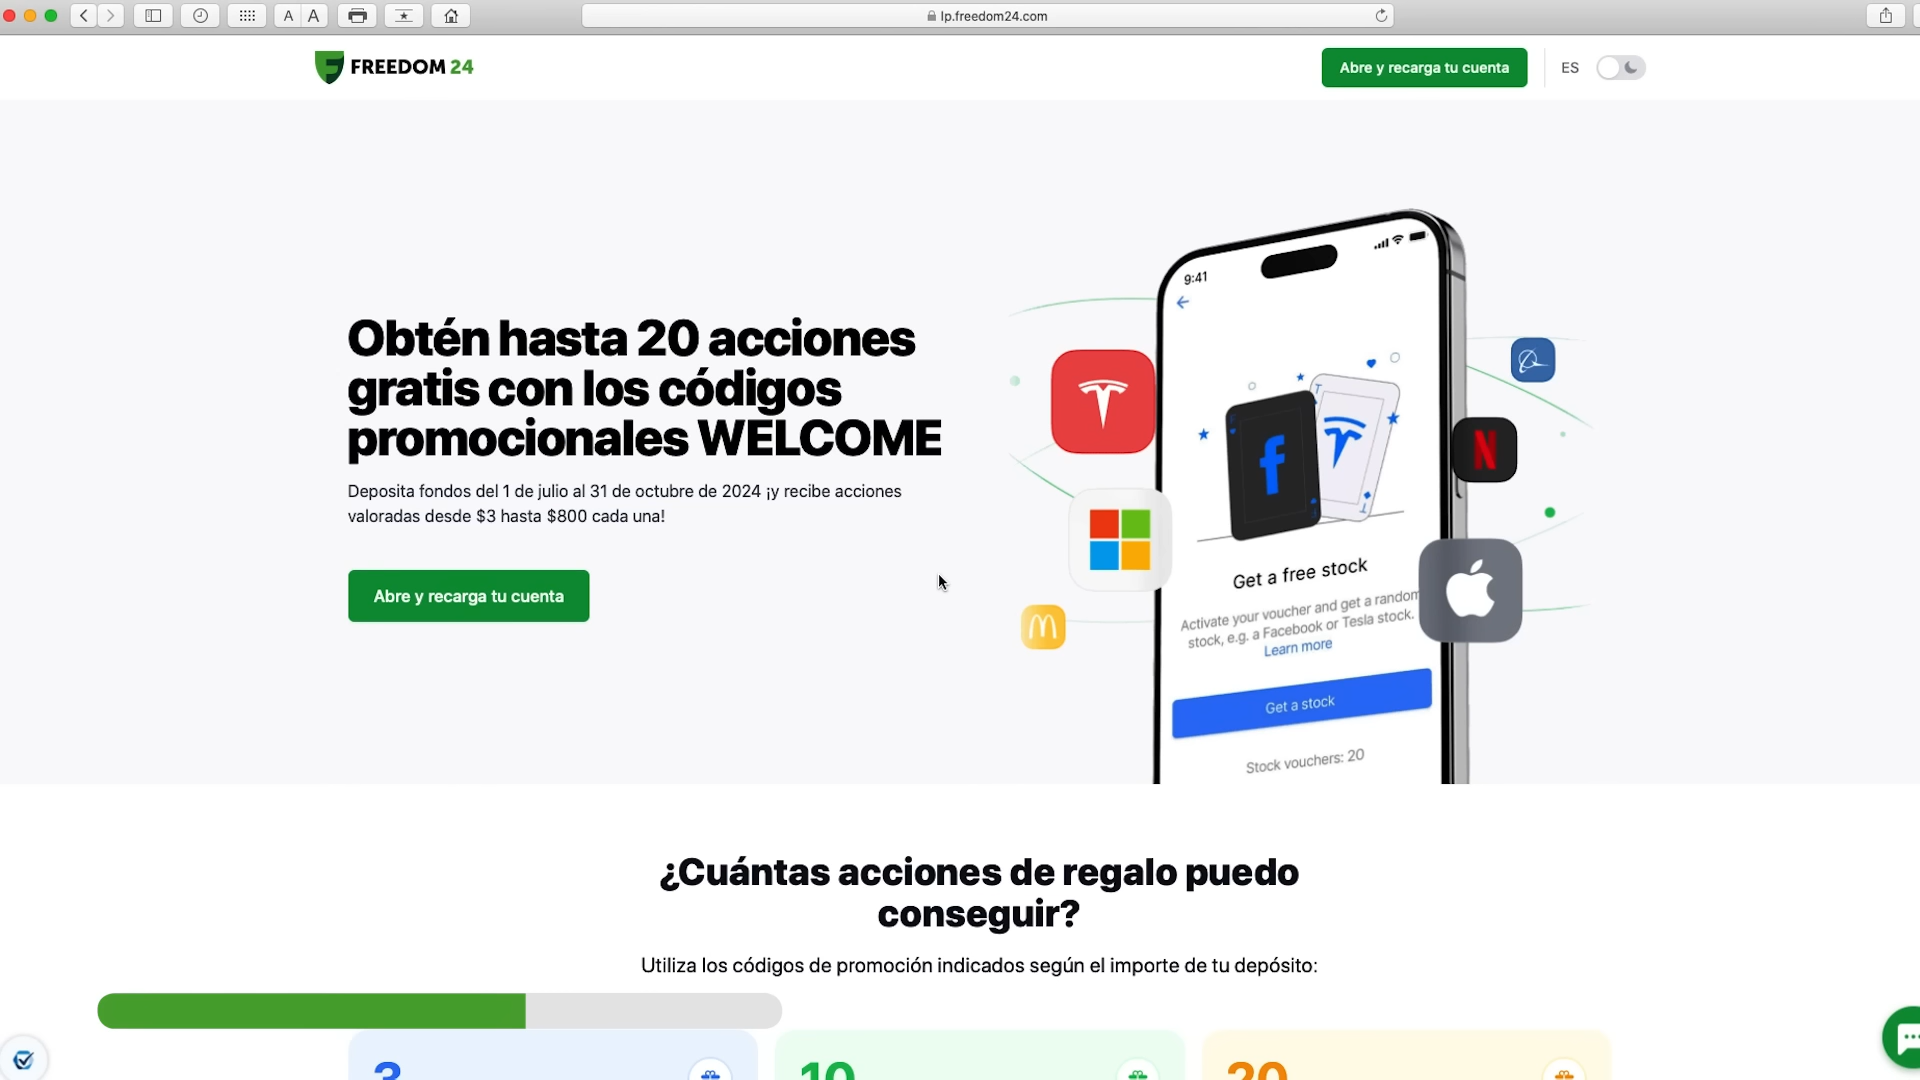 A A
lp.freedom24.com
FREEDOM 24
Abre y recarga tu cuenta
ES
Obtén hasta 20 acciones
gratis con los códigos
promocionales WELCOME
Deposita fondos del 1 de julio al 31 de octubre de 2024 ¡y recibe acciones
valoradas desde $3 hasta $800 cada una!
Abre y recarga tu cuenta
9:41
Get a free stock
Activate your voucher and get a random
stock, e.g. a Facebook or Tesla stock.
Learn more
Get a stock
Stock vouchers: 20
¿Cuántas acciones de regalo puedo
conseguir?
Utiliza los códigos de promoción indicados según el importe de tu depósito:
3
10
20